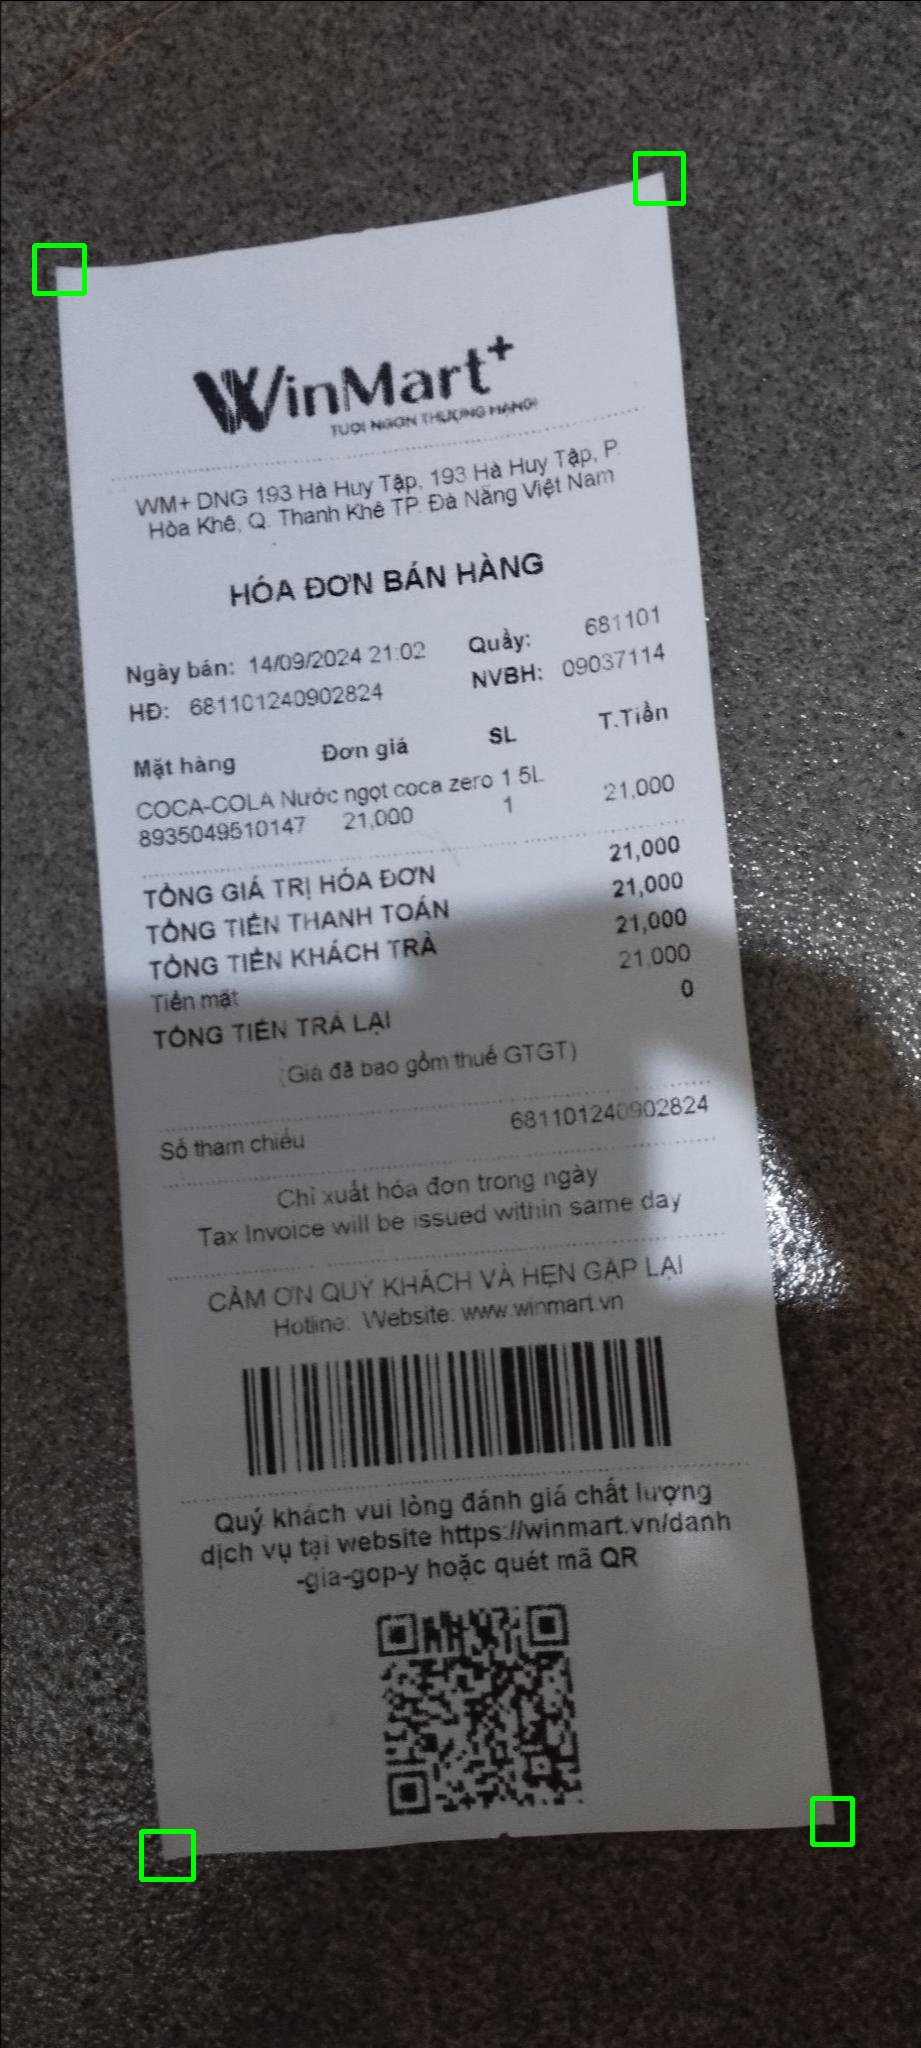 WinMart+
TƯƠI NGON THƯỢNG HẠNG!
WM+ DNG 193 Hà Huy Tập, 193 Hà Huy Tập, P.
Hòa Khê, Q. Thanh Khê TP. Đà Nẵng Việt Nam
HÓA ĐƠN BÁN HÀNG
Ngày bán: 14/09/2024 21:02 Quầy: 681101
HĐ: 681101240902824 NVBH: 09037114
Mặt hàng Đơn giá SL T.Tiền
COCA-COLA Nước ngọt coca zero 1.5L
8935049510147 21,000 1 21,000
TỔNG GIÁ TRỊ HÓA ĐƠN 21,000
TỔNG TIỀN THANH TOÁN 21,000
TỔNG TIỀN KHÁCH TRẢ 21,000
Tiền mặt 21,000
TỔNG TIỀN TRẢ LẠI 0
(Giá đã bao gồm thuế GTGT)
Số tham chiếu 681101240902824
Chỉ xuất hóa đơn trong ngày
Tax Invoice will be issued within same day
CẢM ƠN QUÝ KHÁCH VÀ HẸN GẶP LẠI
Hotline: Website: www.winmart.vn
Quý khách vui lòng đánh giá chất lượng
dịch vụ tại website https://winmart.vn/danh
-gia-gop-y hoặc quét mã QR